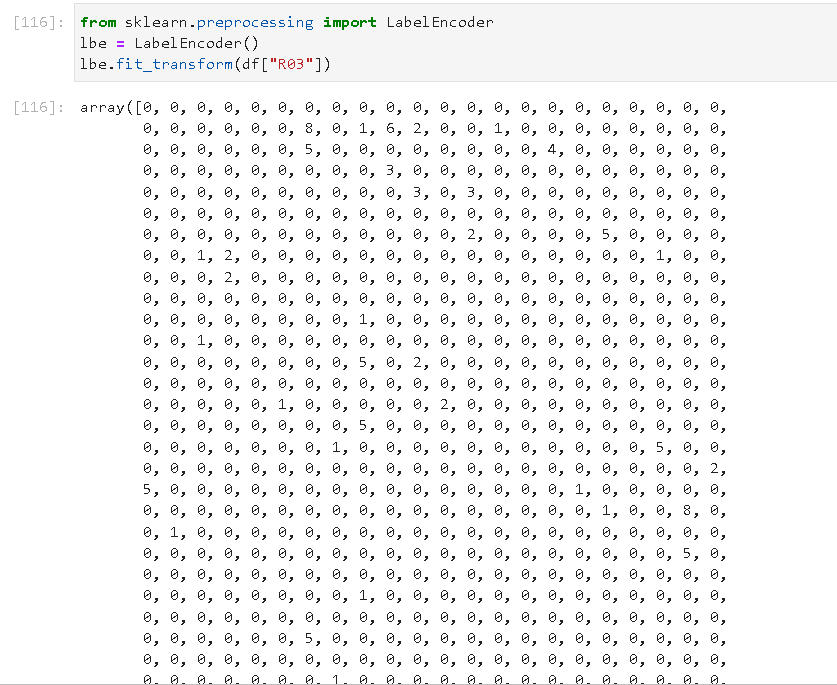 [116]: from sklearn.preprocessing import LabelEncoder
lbe = LabelEncoder()
lbe.fit_transform(df["R03"])
[116]: array([0, 0, 0, 0, 0, 0, 0, 0, 0, 0, 0, 0, 0, 0, 0, 0, 0, 0, 0, 0, 0, 0,
0, 0, 0, 0, 0, 0, 8, 0, 1, 6, 2, 0, 0, 1, 0, 0, 0, 0, 0, 0, 0, 0,
0, 0, 0, 0, 0, 0, 5, 0, 0, 0, 0, 0, 0, 0, 0, 4, 0, 0, 0, 0, 0, 0,
0, 0, 0, 0, 0, 0, 0, 0, 0, 3, 0, 0, 0, 0, 0, 0, 0, 0, 0, 0, 0, 0,
0, 0, 0, 0, 0, 0, 0, 0, 0, 0, 3, 0, 3, 0, 0, 0, 0, 0, 0, 0, 0, 0,
0, 0, 0, 0, 0, 0, 0, 0, 0, 0, 0, 0, 0, 0, 0, 0, 0, 0, 0, 0, 0, 0,
0, 0, 0, 0, 0, 0, 0, 0, 0, 0, 0, 0, 2, 0, 0, 0, 0, 5, 0, 0, 0, 0,
0, 0, 1, 2, 0, 0, 0, 0, 0, 0, 0, 0, 0, 0, 0, 0, 0, 0, 0, 1, 0, 0,
0, 0, 0, 2, 0, 0, 0, 0, 0, 0, 0, 0, 0, 0, 0, 0, 0, 0, 0, 0, 0, 0,
0, 0, 0, 0, 0, 0, 0, 0, 0, 0, 0, 0, 0, 0, 0, 0, 0, 0, 0, 0, 0, 0,
0, 0, 0, 0, 0, 0, 0, 0, 1, 0, 0, 0, 0, 0, 0, 0, 0, 0, 0, 0, 0, 0,
0, 0, 1, 0, 0, 0, 0, 0, 0, 0, 0, 0, 0, 0, 0, 0, 0, 0, 0, 0, 0, 0,
0, 0, 0, 0, 0, 0, 0, 0, 5, 0, 2, 0, 0, 0, 0, 0, 0, 0, 0, 0, 0, 0,
0, 0, 0, 0, 0, 0, 0, 0, 0, 0, 0, 0, 0, 0, 0, 0, 0, 0, 0, 0, 0, 0,
0, 0, 0, 0, 0, 1, 0, 0, 0, 0, 0, 2, 0, 0, 0, 0, 0, 0, 0, 0, 0, 0,
0, 0, 0, 0, 0, 0, 0, 0, 5, 0, 0, 0, 0, 0, 0, 0, 0, 0, 0, 0, 0, 0,
0, 0, 0, 0, 0, 0, 0, 1, 0, 0, 0, 0, 0, 0, 0, 0, 0, 0, 0, 5, 0, 0,
0, 0, 0, 0, 0, 0, 0, 0, 0, 0, 0, 0, 0, 0, 0, 0, 0, 0, 0, 0, 0, 2,
5, 0, 0, 0, 0, 0, 0, 0, 0, 0, 0, 0, 0, 0, 0, 0, 1, 0, 0, 0, 0, 0,
0, 0, 0, 0, 0, 0, 0, 0, 0, 0, 0, 0, 0, 0, 0, 0, 0, 1, 0, 0, 8, 0,
0, 1, 0, 0, 0, 0, 0, 0, 0, 0, 0, 0, 0, 0, 0, 0, 0, 0, 0, 0, 0, 0,
0, 0, 0, 0, 0, 0, 0, 0, 0, 0, 0, 0, 0, 0, 0, 0, 0, 0, 0, 0, 5, 0,
0, 0, 0, 0, 0, 0, 0, 0, 0, 0, 0, 0, 0, 0, 0, 0, 0, 0, 0, 0, 0, 0,
0, 0, 0, 0, 0, 0, 0, 0, 1, 0, 0, 0, 0, 0, 0, 0, 0, 0, 0, 0, 0, 0,
0, 0, 0, 0, 0, 0, 0, 0, 0, 0, 0, 0, 0, 0, 0, 0, 0, 0, 0, 0, 0, 0,
0, 0, 0, 0, 0, 0, 5, 0, 0, 0, 0, 0, 0, 0, 0, 0, 0, 0, 0, 0, 0, 0,
0, 0, 0, 0, 0, 0, 0, 0, 0, 0, 0, 0, 0, 0, 0, 0, 0, 0, 0, 0, 0, 0,
0, 0, 0, 0, 0, 0, 0, 1, 0, 0, 0, 0, 0, 0, 0, 0, 0, 0, 0, 0, 0, 0,